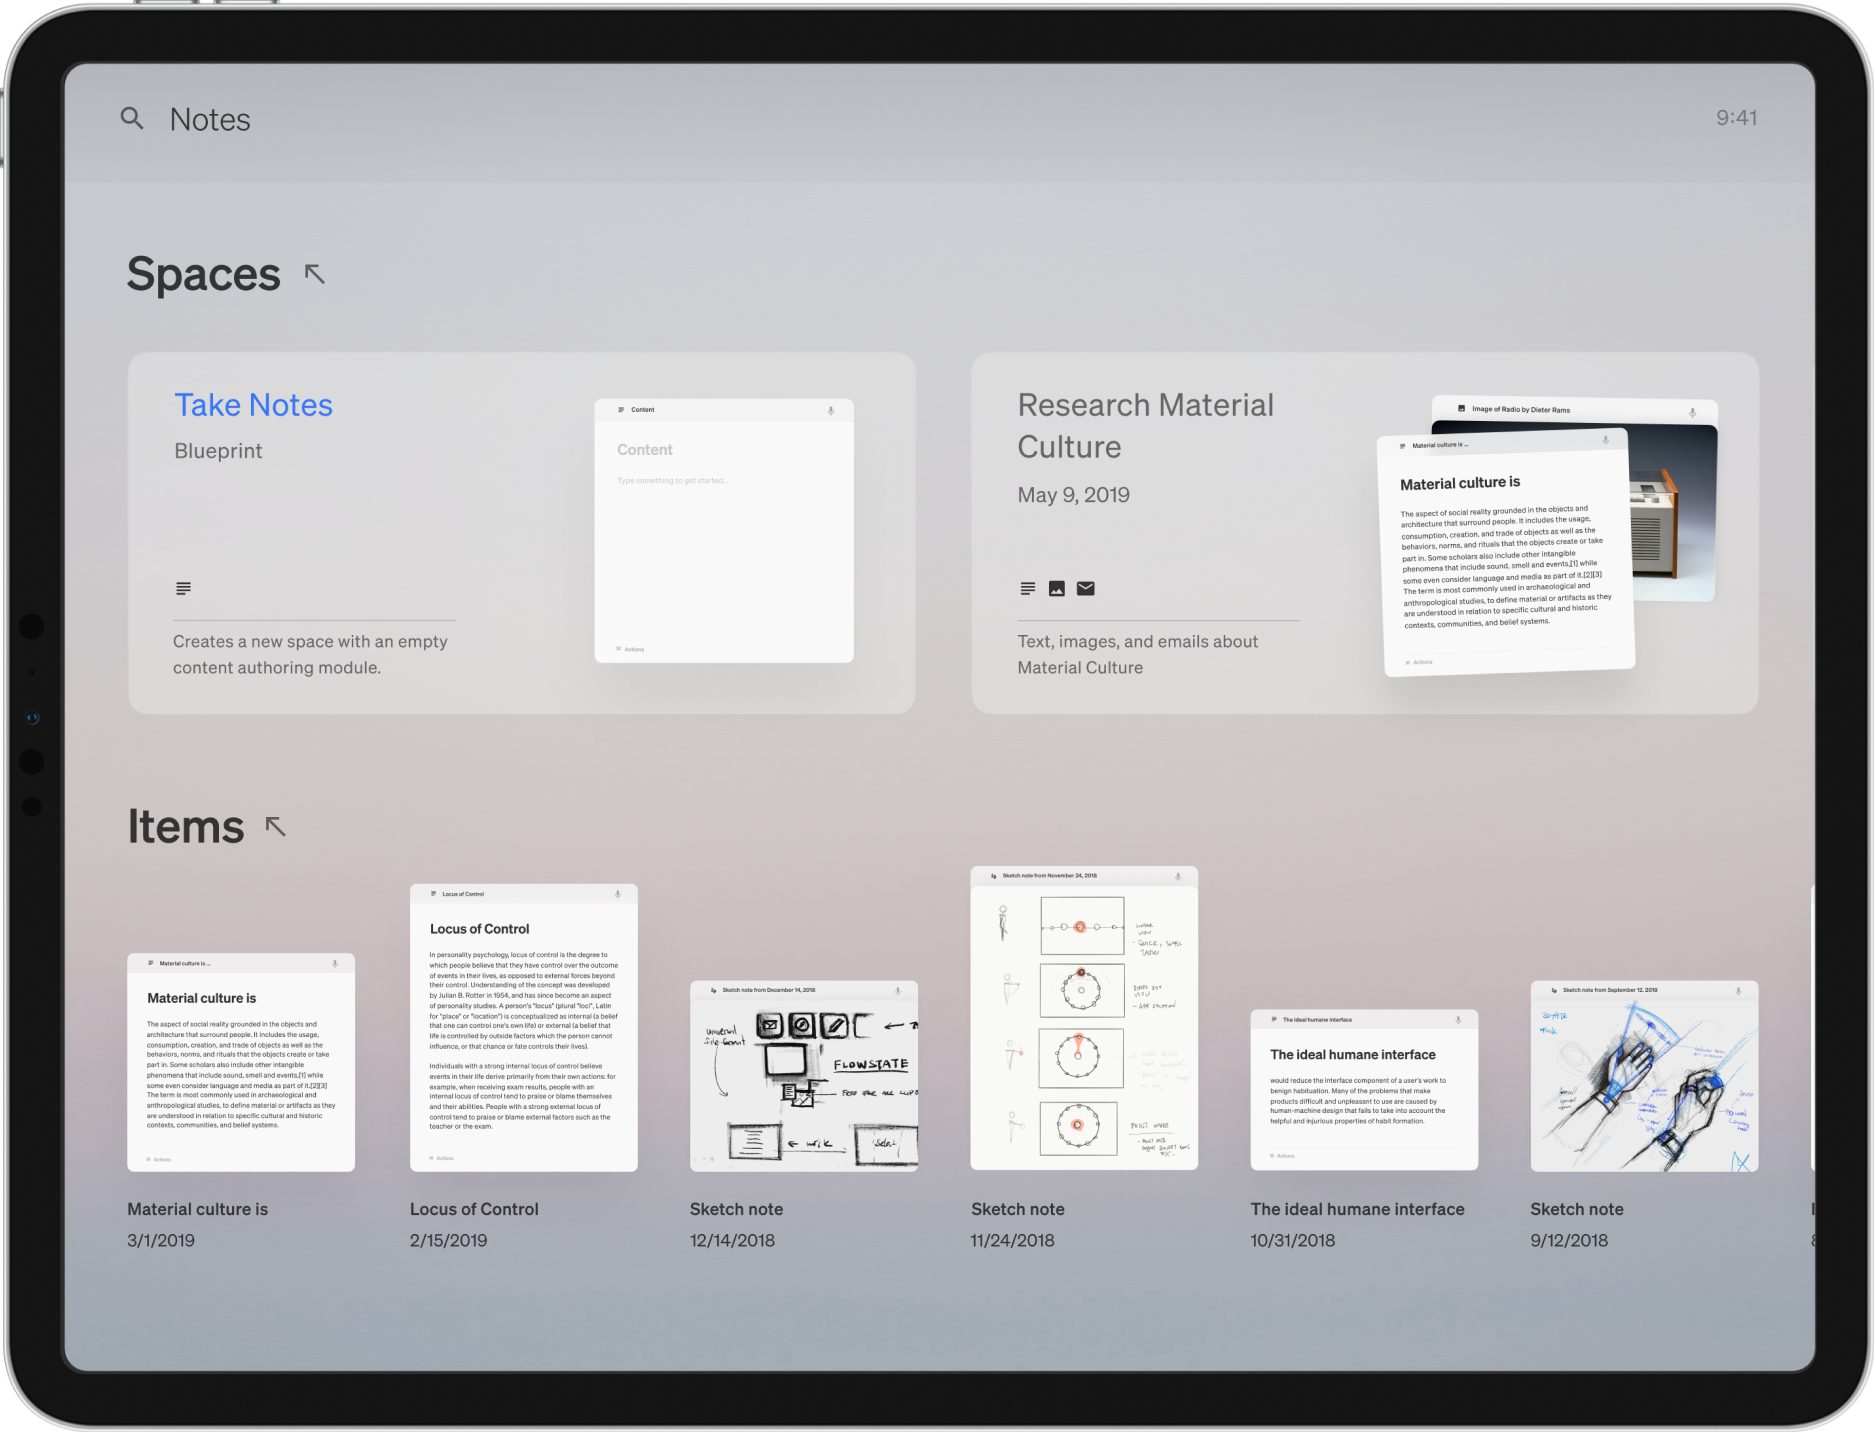 Notes
9:41
Spaces
Take Notes
Blueprint
Creates a new space with an empty
content authoring module.
Content
Content
Type something to get started...
Actions
Research Material
Culture
May 9, 2019
Text, images, and emails about
Material Culture
Image of Radio by Dieter Rams
Material culture is ...
Material culture is
The aspect of social reality grounded in the objects and
architecture that surround people. It includes the usage,
consumption, creation, and trade of objects as well as the
behaviors, norms, and rituals that the objects create or take
part in. Some scholars also include other intangible
phenomena that include sound, smell and events,[1] while
some even consider language and media as part of it.[2][3]
The term is most commonly used in archaeological and
anthropological studies, to define material or artifacts as they
are understood in relation to specific cultural and historic
contexts, communities, and belief systems.
Actions
Items
Material culture is ...
Material culture is
The aspect of social reality grounded in the objects and
architecture that surround people. It includes the usage,
consumption, creation, and trade of objects as well as the
behaviors, norms, and rituals that the objects create or take
part in. Some scholars also include other intangible
phenomena that include sound, smell and events,[1] while
some even consider language and media as part of it.[2][3]
The term is most commonly used in archaeological and
anthropological studies, to define material or artifacts as they
are understood in relation to specific cultural and historic
contexts, communities, and belief systems.
Actions
Material culture is
3/1/2019
Locus of Control
Locus of Control
In personality psychology, locus of control is the degree to
which people believe that they have control over the outcome
of events in their lives, as opposed to external forces beyond
their control. Understanding of the concept was developed
by Julian B. Rotter in 1954, and has since become an aspect
of personality studies. A person's "locus" (plural "loci", Latin
for "place" or "location") is conceptualized as internal (a belief
that one can control one's own life) or external (a belief that
life is controlled by outside factors which the person cannot
influence, or that chance or fate controls their lives).
Individuals with a strong internal locus of control believe
events in their life derive primarily from their own actions: for
example, when receiving exam results, people with an
internal locus of control tend to praise or blame themselves
and their abilities. People with a strong external locus of
control tend to praise or blame external factors such as the
teacher or the exam.
Actions
Locus of Control
2/15/2019
Sketch note from December 14, 2018
universal
file format
FLOWSTATE
work
Select
Sketch note
12/14/2018
Sketch note from November 24, 2018
Sketch note
11/24/2018
The ideal humane interface
The ideal humane interface
would reduce the interface component of a user's work to
benign habituation. Many of the problems that make
products difficult and unpleasant to use are caused by
human-machine design that fails to take into account the
helpful and injurious properties of habit formation.
Actions
The ideal humane interface
10/31/2018
Sketch note from September 12, 2018
Sketch note
9/12/2018